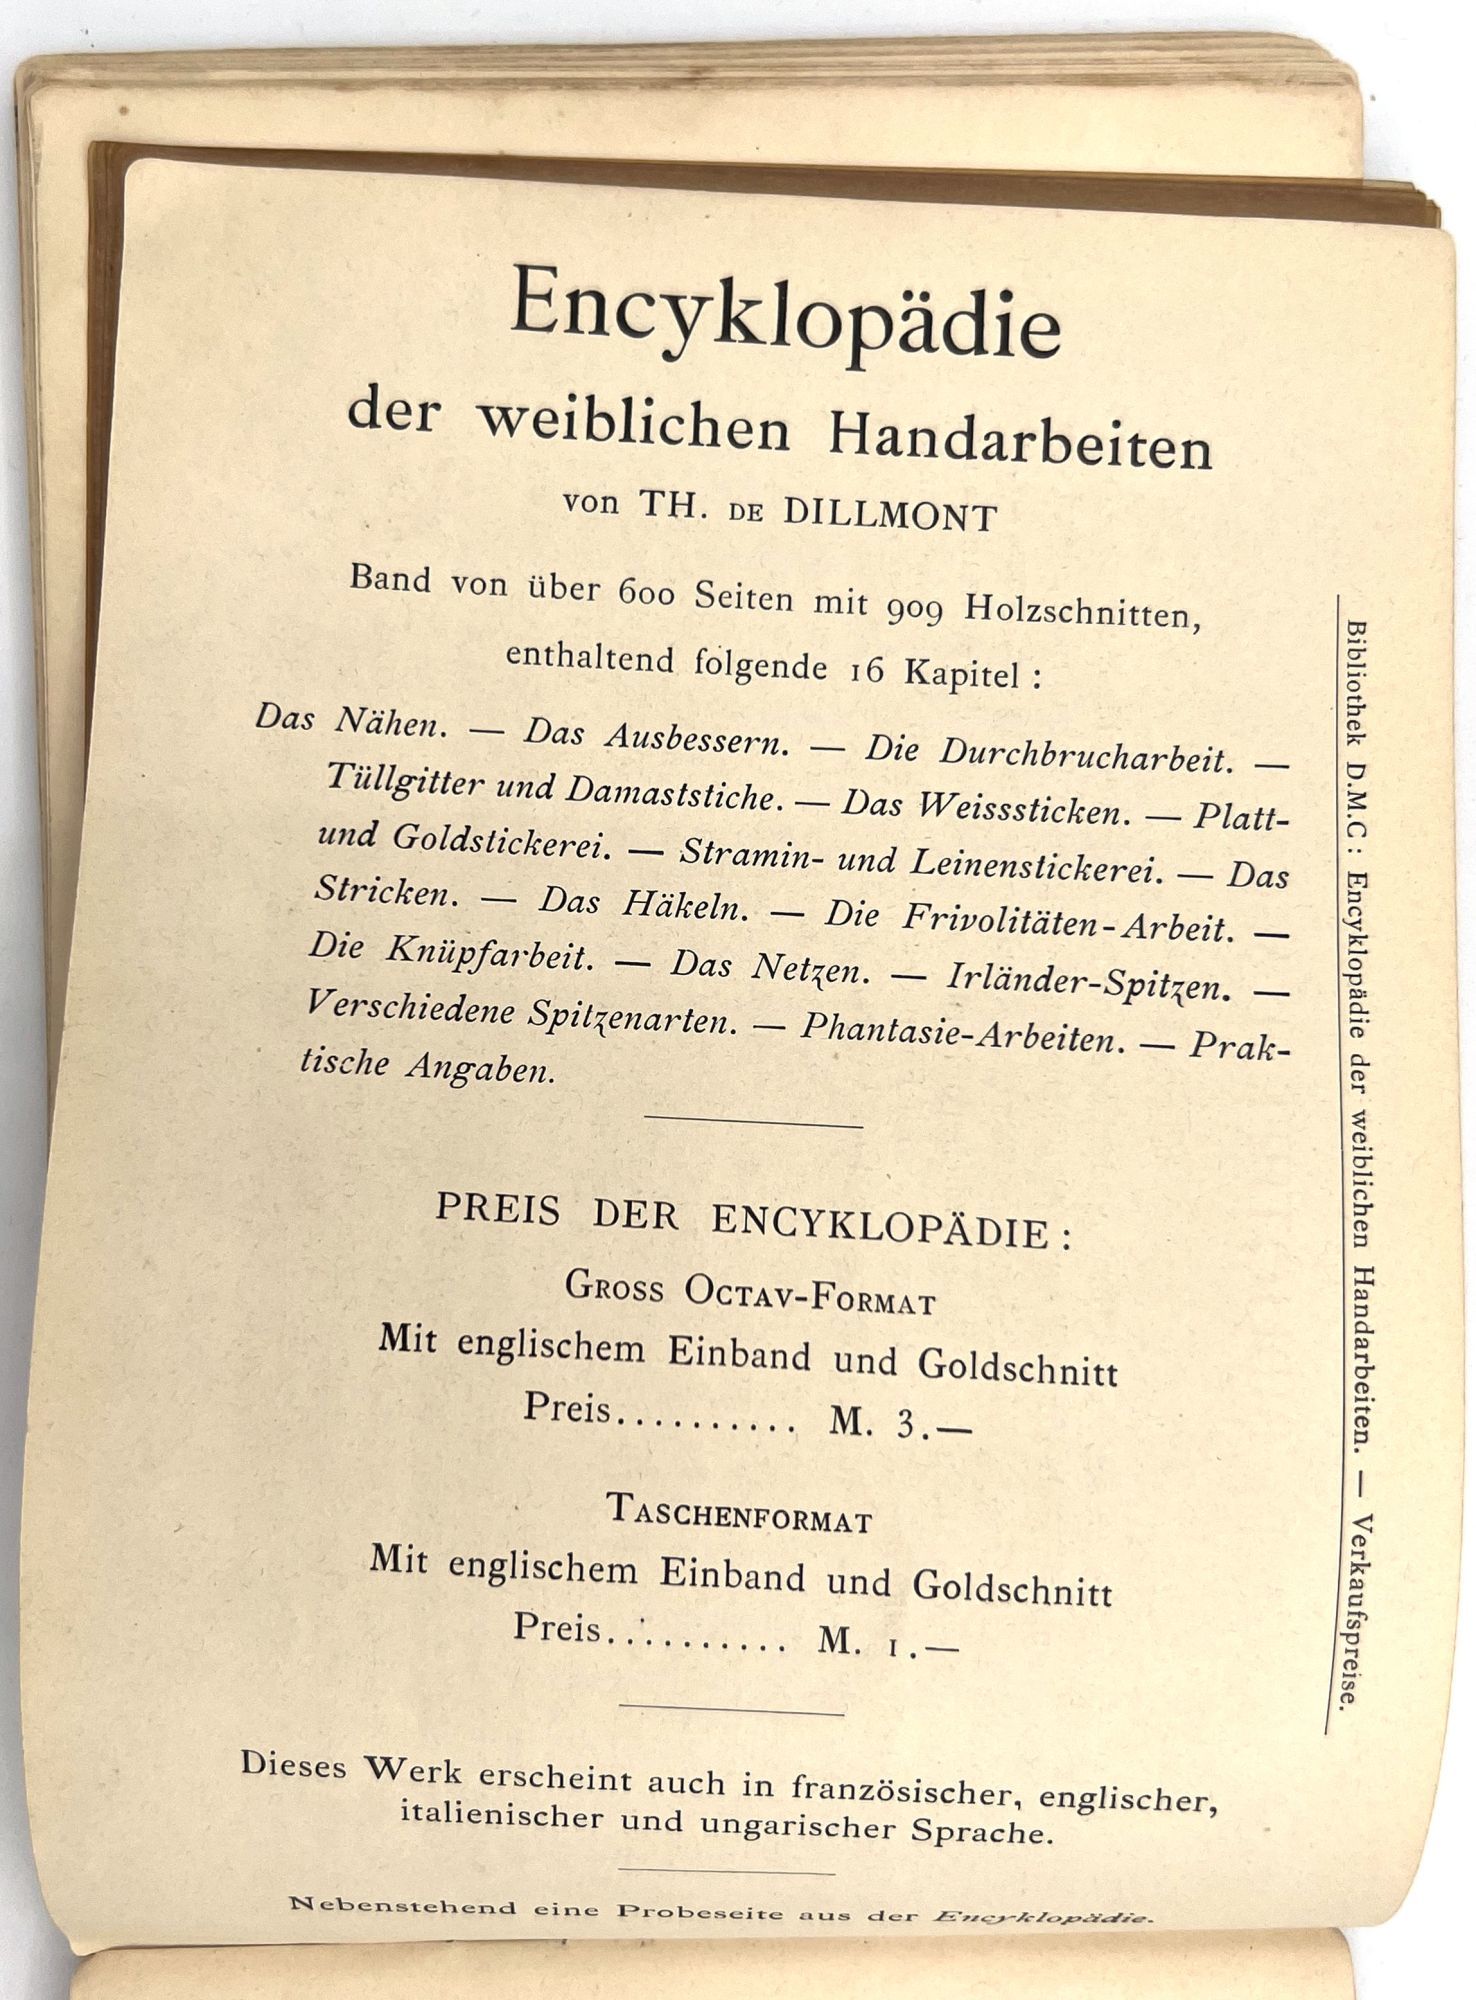 Encyklopädie
der weiblichen Handarbeiten
von TH. DE DILLMONT
Band von über 600 Seiten mit 909 Holzschnitten,
enthaltend folgende 16 Kapitel :
Das Nähen. — Das Ausbessern. — Die Durchbrucharbeit. —
Tüllgitter und Damaststiche. — Das Weisssticken. — Platt-
und Goldstickerei. — Stramin- und Leinenstickerei. — Das
Stricken. — Das Häkeln. — Die Frivolitäten-Arbeit. —
Die Knüpfarbeit. — Das Netzen. — Irländer-Spitzen. —
Verschiedene Spitzenarten. — Phantasie-Arbeiten. — Prak-
tische Angaben.
PREIS DER ENCYKLOPÄDIE :
GROSS OCTAV-FORMAT
Mit englischem Einband und Goldschnitt
Preis.......... M. 3.—
TASCHENFORMAT
Mit englischem Einband und Goldschnitt
Preis.......... M. 1.—
Dieses Werk erscheint auch in französischer, englischer,
italienischer und ungarischer Sprache.
Nebenstehend eine Probeseite aus der Encyklopädie.
Bibliothek D.M.C : Encyklopädie der weiblichen Handarbeiten. — Verkaufspreise.